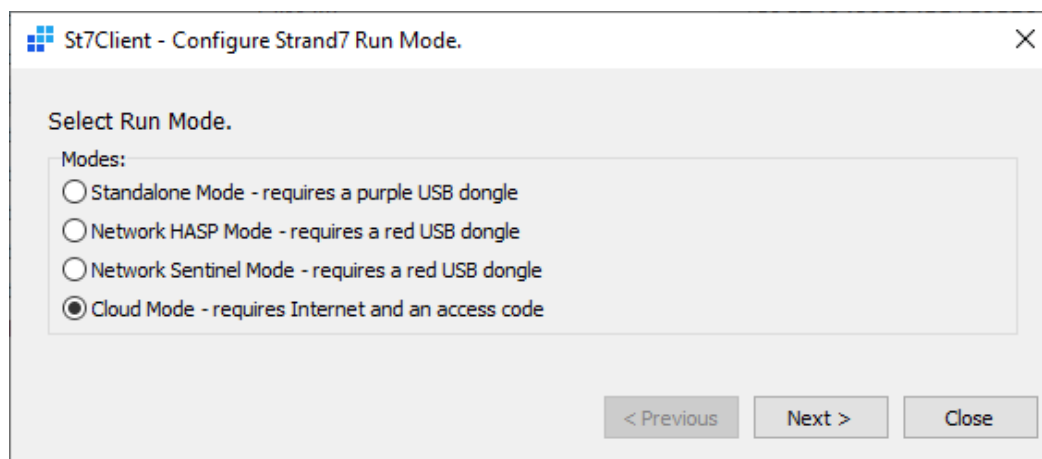 St7Client - Configure Strand7 Run Mode.
Select Run Mode.
Modes:
Standalone Mode - requires a purple USB dongle
Network HASP Mode - requires a red USB dongle
Network Sentinel Mode - requires a red USB dongle
Cloud Mode - requires Internet and an access code
< Previous
Next >
Close